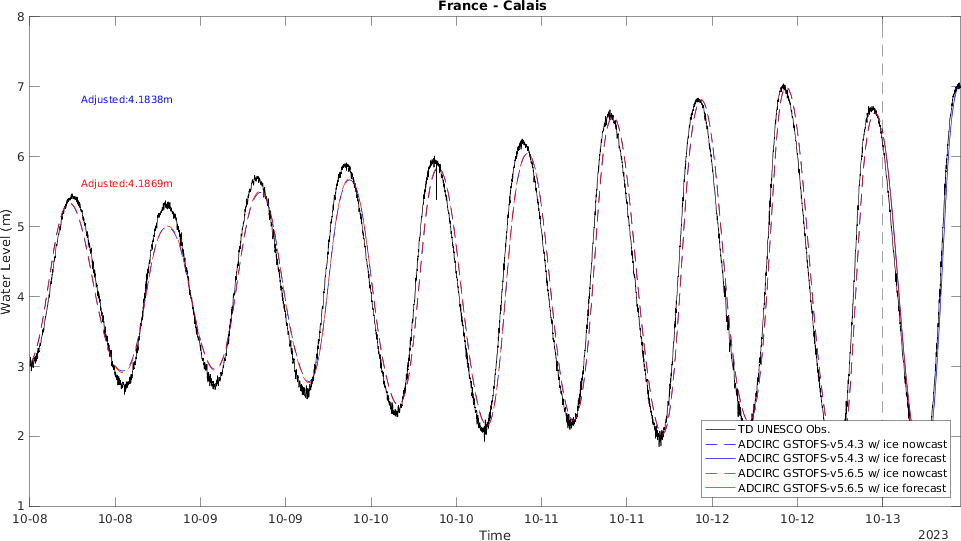 France - Calais
8
7
6
5
4
3
2
1
Water Level (m)
Adjusted:4.1838m
Adjusted:4.1869m
TD UNESCO Obs.
ADCIRC GSTOFS-v5.4.3 w/ ice nowcast
ADCIRC GSTOFS-v5.4.3 w/ ice forecast
ADCIRC GSTOFS-v5.6.5 w/ ice nowcast
ADCIRC GSTOFS-v5.6.5 w/ ice forecast
10-08 10-08 10-09 10-09 10-10 10-10 10-11 10-11 10-12 10-12 10-13
Time
2023